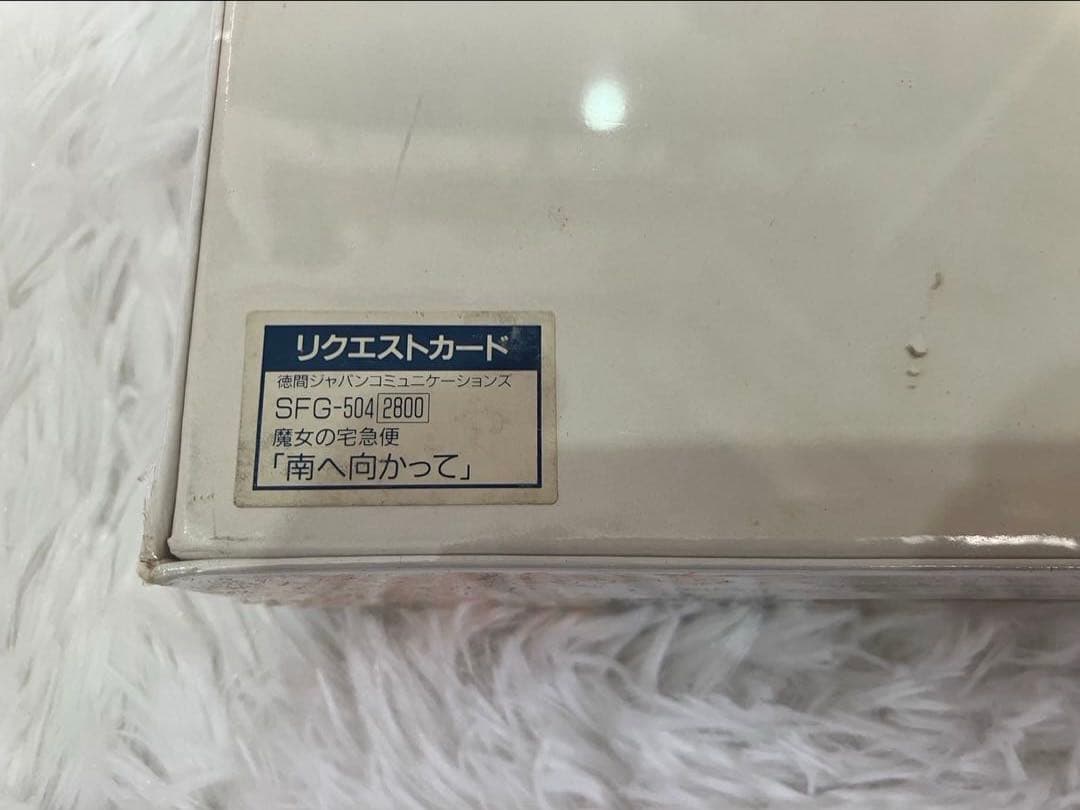 リクエストカード
徳間ジャパンコミュニケーションズ
SFG-504 2800
魔女の宅急便
「南へ向かって」